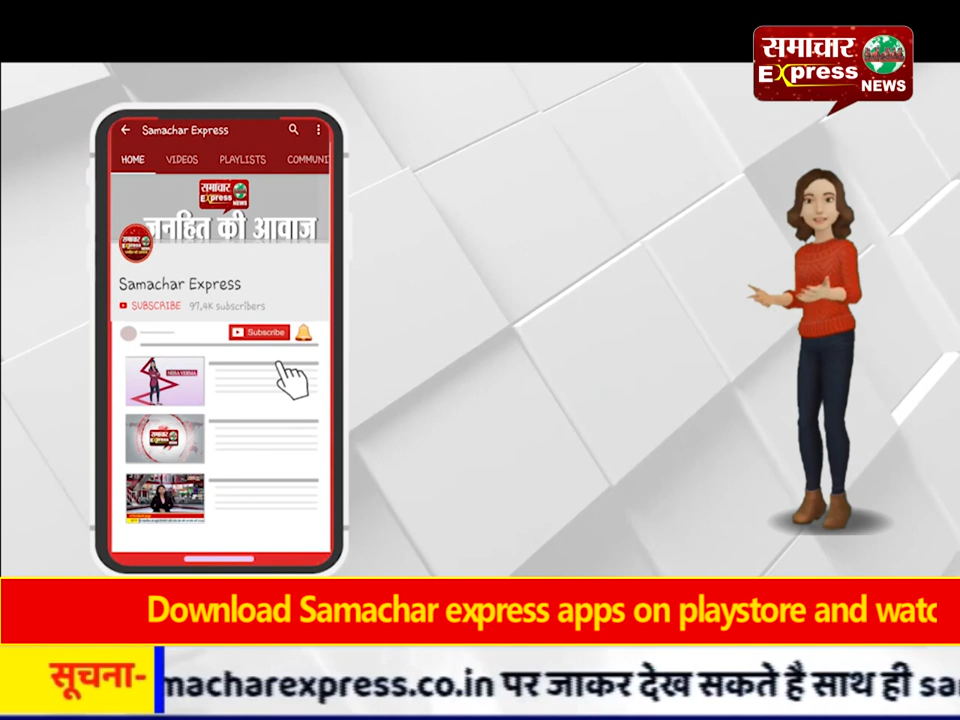 समाचार
Express
NEWS
Samachar Express
HOME VIDEOS PLAYLISTS COMMUNI
समाचार
Express
NEWS
जनहित की आवाज
Samachar Express
SUBSCRIBE 97.4K subscribers
Subscribe
Download Samachar express apps on playstore and watc
सूचना- macharexpress.co.in पर जाकर देख सकते है साथ ही sa